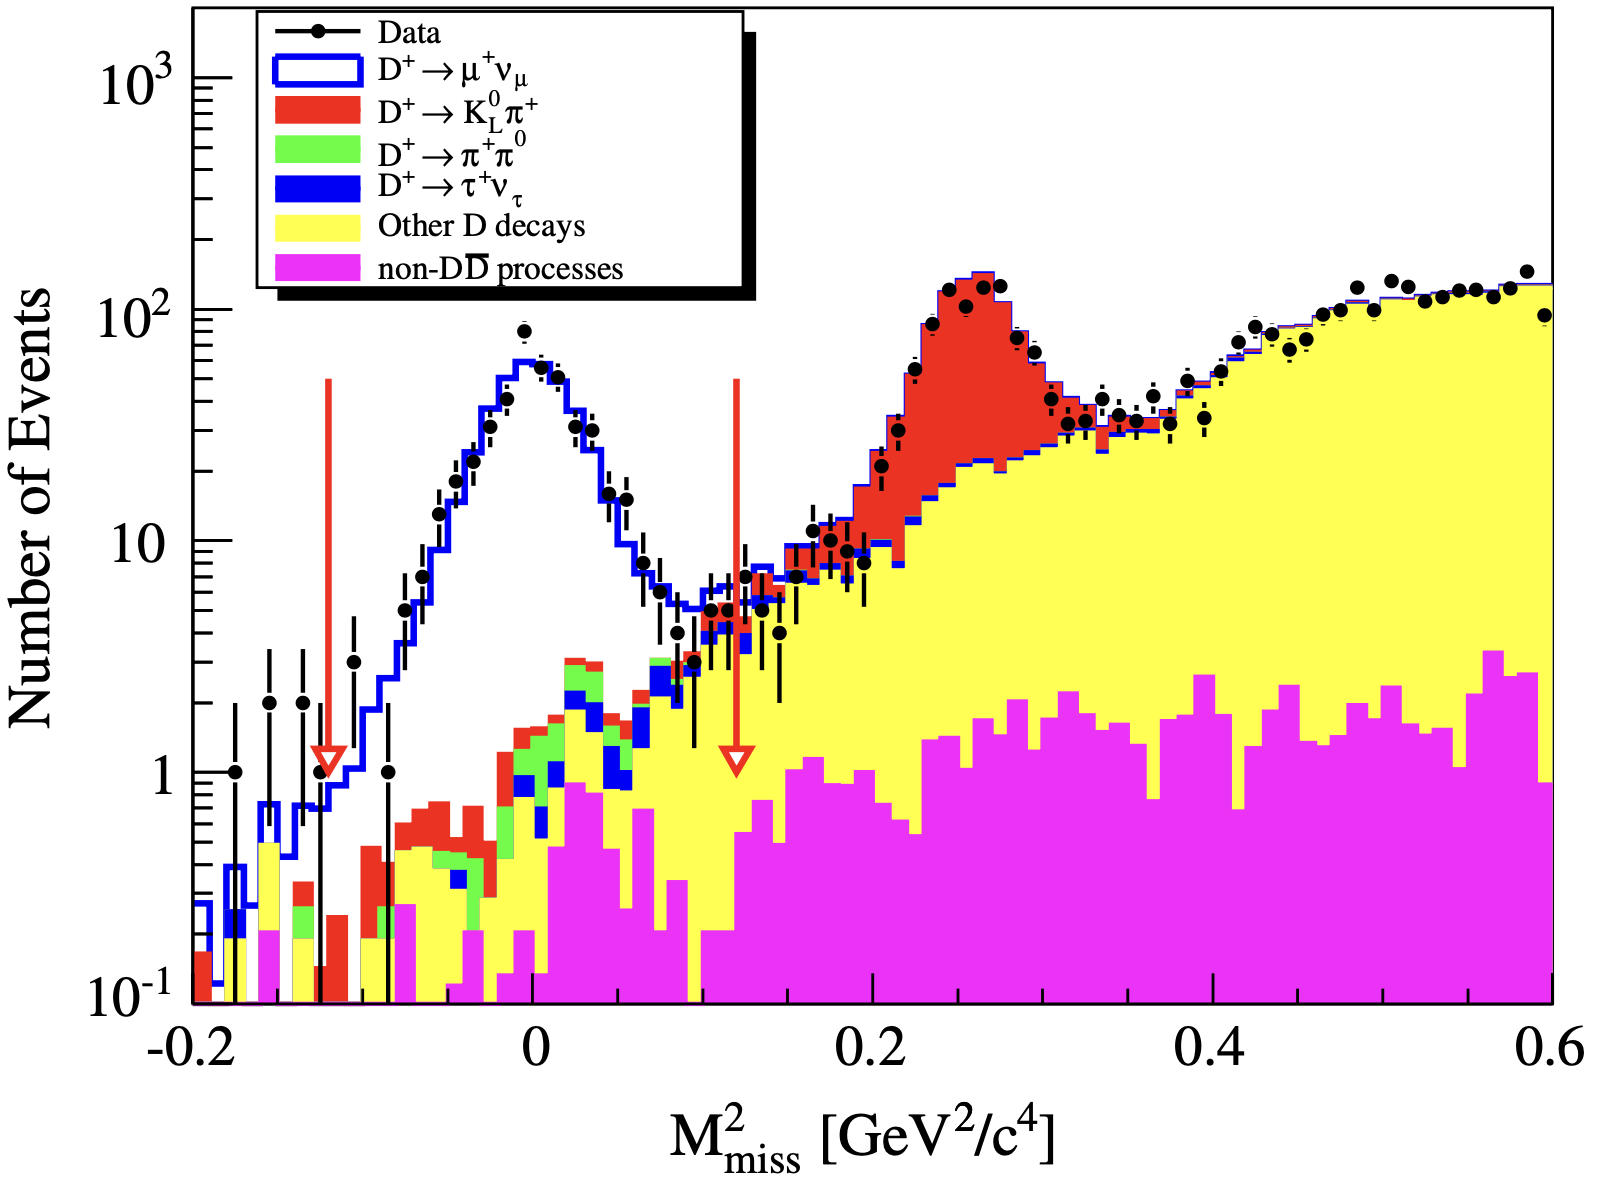 Data
D⁺ → μ⁺ν_μ
D⁺ → K⁰_L π⁺
D⁺ → π⁺π⁰
D⁺ → τ⁺ν_τ
Other D decays
non-DD̅ processes
Number of Events
10³
10²
10
1
10⁻¹
-0.2 0 0.2 0.4 0.6
M²_miss [GeV²/c⁴]